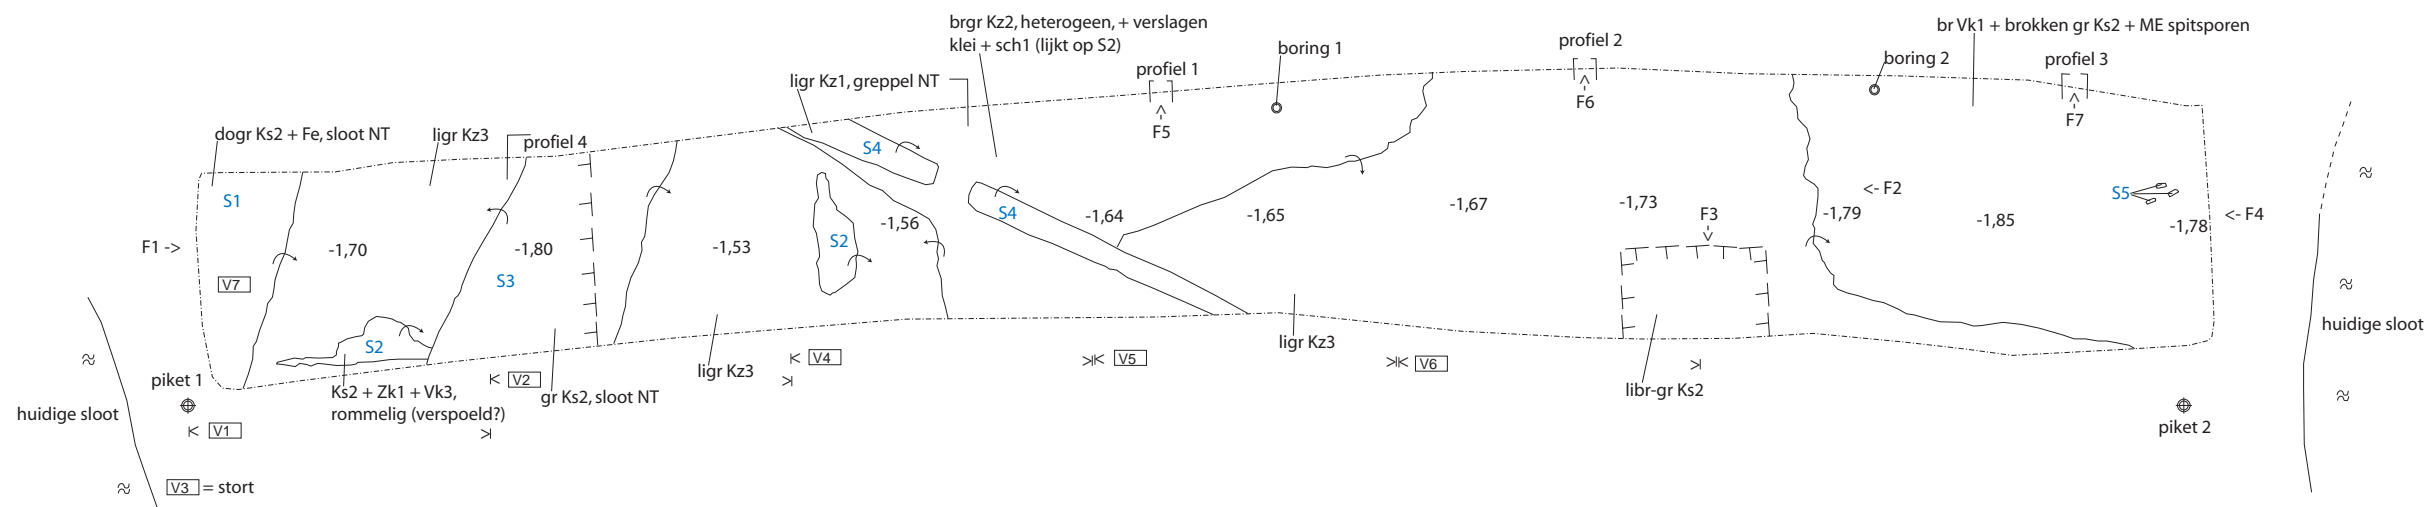 brgr Kz2, heterogeen, + verslagen
klei + sch1 (lijkt op S2)
br Vk1 + brokken gr Ks2 + ME spitsporen
profiel 2
boring 1
boring 2
profiel 3
profiel 1
ligr Kz1, greppel NT
F6
F7
F5
dogr Ks2 + Fe, sloot NT
ligr Kz3
profiel 4
S4
S1
<- F2
S5
-1,67
-1,73
S4
-1,64
-1,65
-1,79
-1,85
<- F4
F3
-1,56
-1,78
F1 ->
-1,70
-1,80
-1,53
S2
S3
V7
huidige sloot
ligr Kz3
S2
V4
V5
V6
ligr Kz3
piket 1
V2
Ks2 + Zk1 + Vk3,
rommelig (verspoeld?)
gr Ks2, sloot NT
libr-gr Ks2
huidige sloot
V1
piket 2
V3 = stort